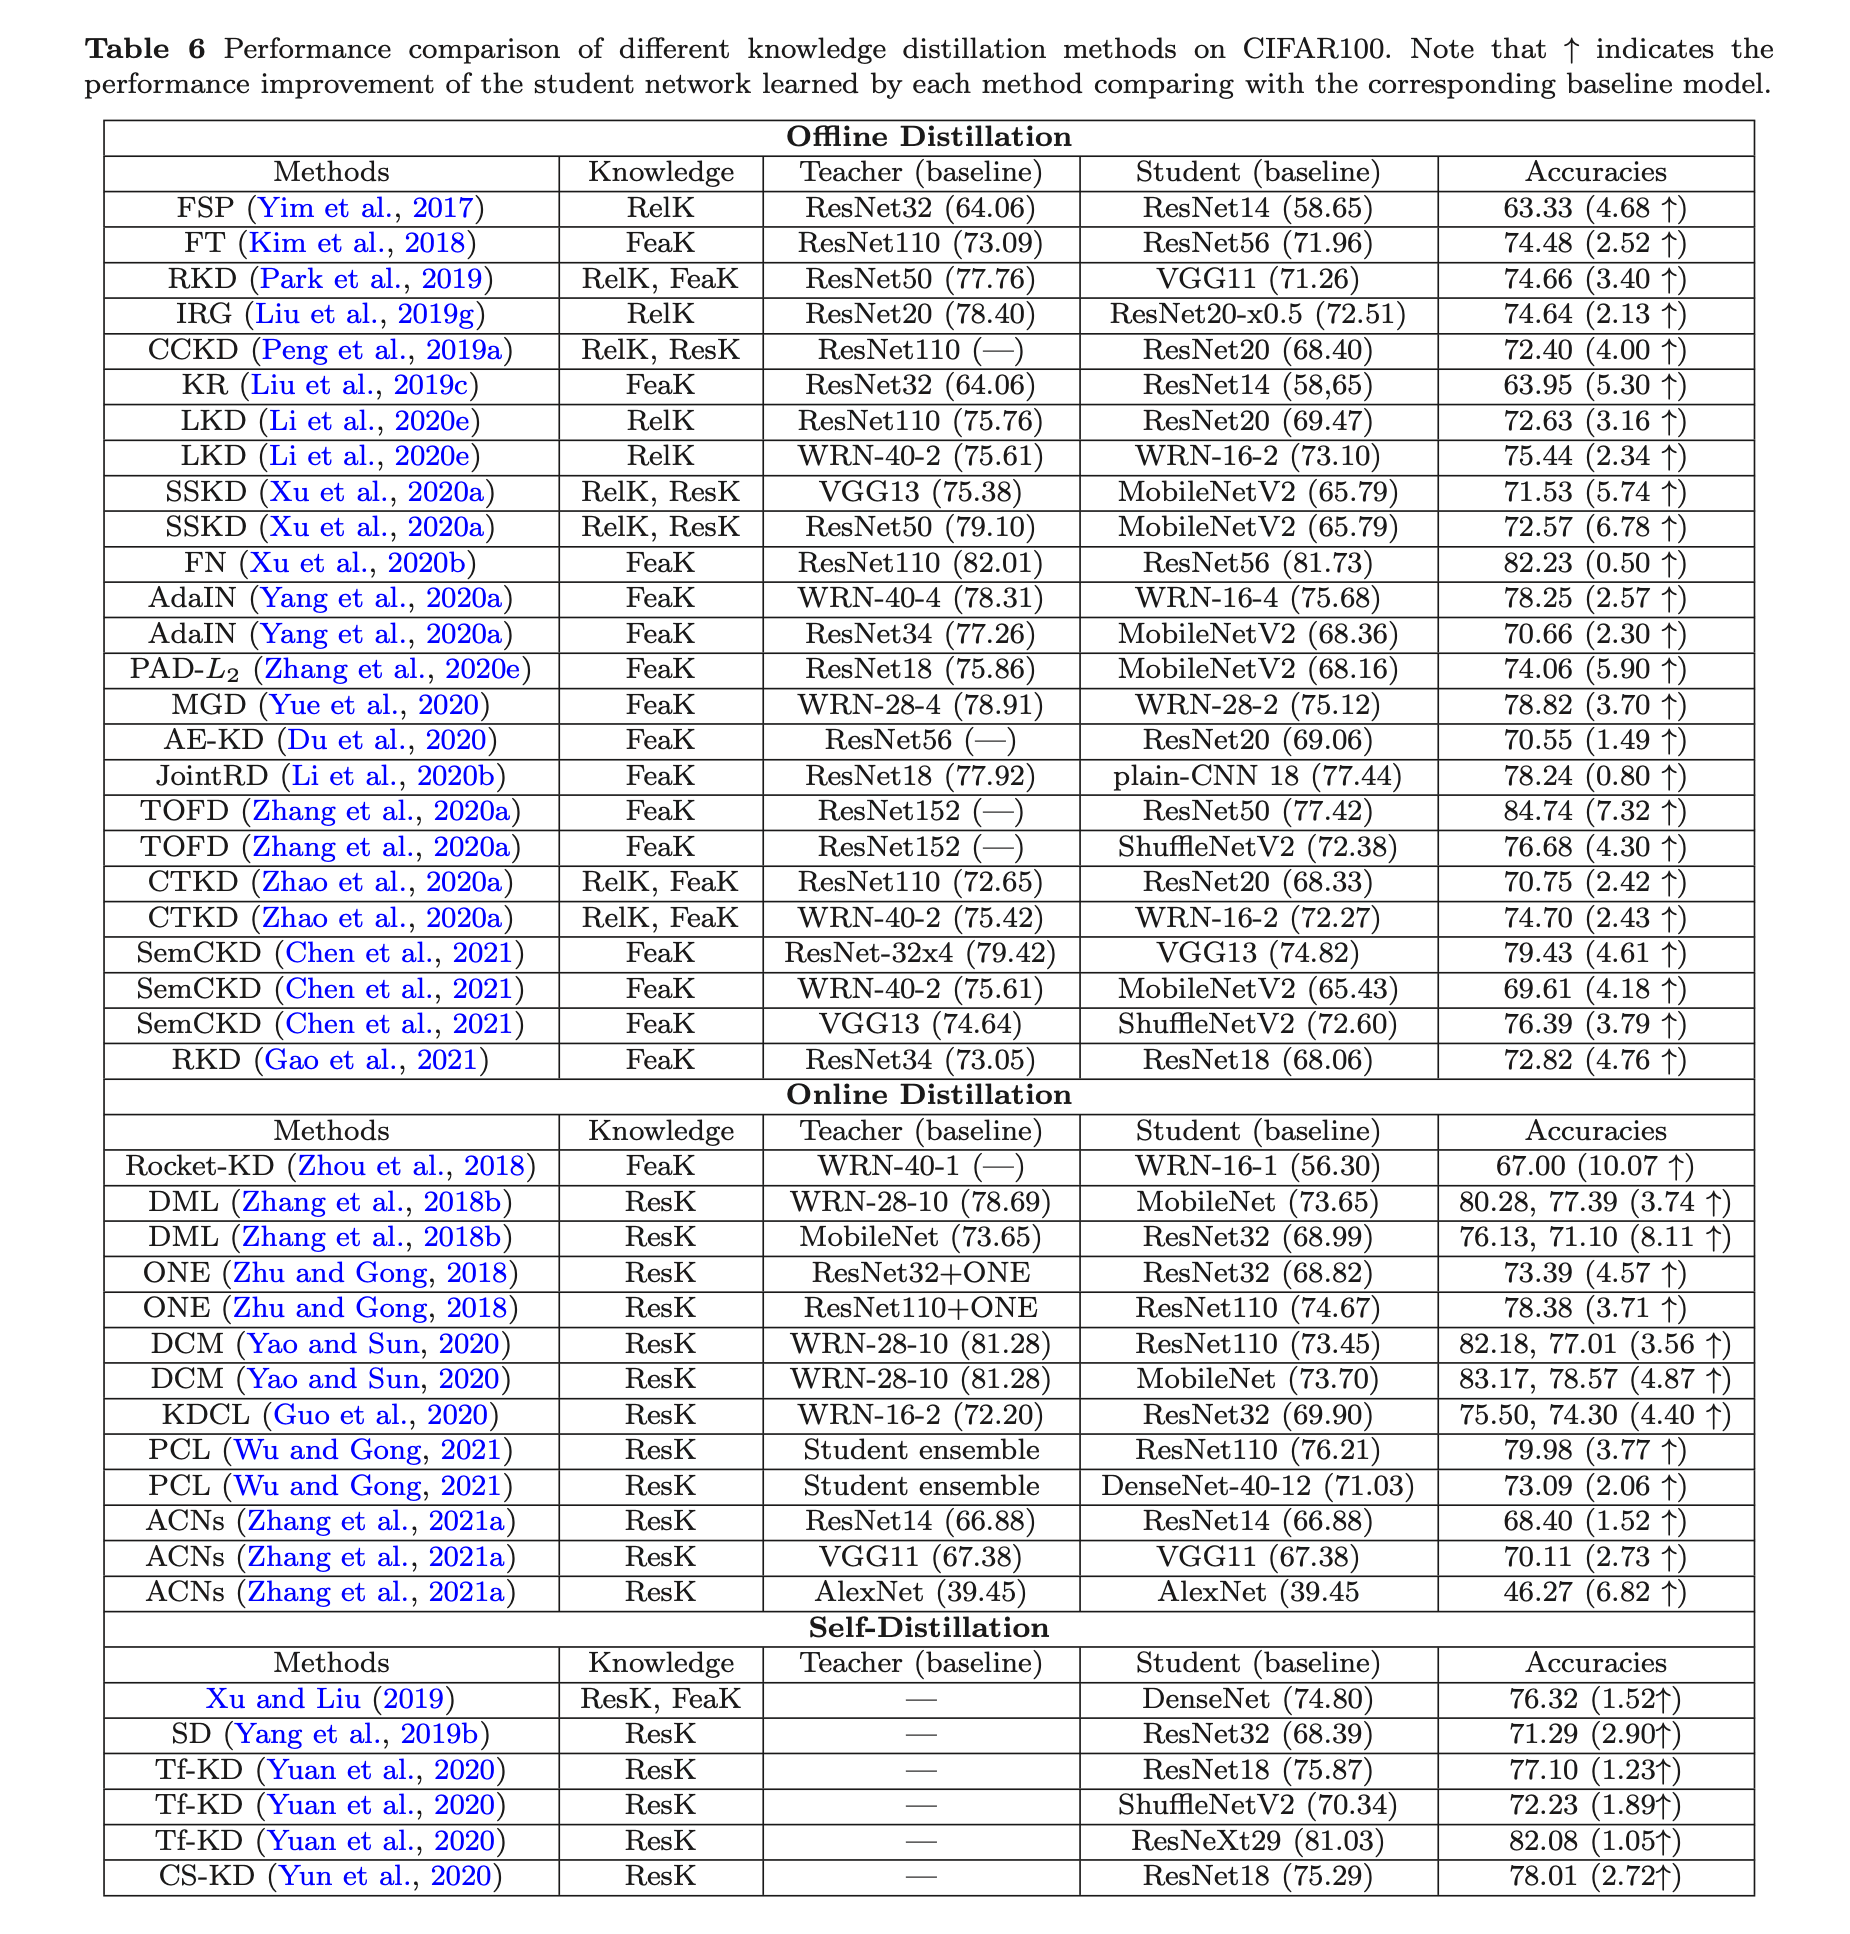 Table 6 Performance comparison of different knowledge distillation methods on CIFAR100. Note that ↑ indicates the
performance improvement of the student network learned by each method comparing with the corresponding baseline model.
Offline Distillation
Methods Knowledge Teacher (baseline) Student (baseline) Accuracies
FSP (Yim et al., 2017) RelK ResNet32 (64.06) ResNet14 (58.65) 63.33 (4.68 ↑)
FT (Kim et al., 2018) FeaK ResNet110 (73.09) ResNet56 (71.96) 74.48 (2.52 ↑)
RKD (Park et al., 2019) RelK, FeaK ResNet50 (77.76) VGG11 (71.26) 74.66 (3.40 ↑)
IRG (Liu et al., 2019g) RelK ResNet20 (78.40) ResNet20-x0.5 (72.51) 74.64 (2.13 ↑)
CCKD (Peng et al., 2019a) RelK, ResK ResNet110 (—) ResNet20 (68.40) 72.40 (4.00 ↑)
KR (Liu et al., 2019c) FeaK ResNet32 (64.06) ResNet14 (58,65) 63.95 (5.30 ↑)
LKD (Li et al., 2020e) RelK ResNet110 (75.76) ResNet20 (69.47) 72.63 (3.16 ↑)
LKD (Li et al., 2020e) RelK WRN-40-2 (75.61) WRN-16-2 (73.10) 75.44 (2.34 ↑)
SSKD (Xu et al., 2020a) RelK, ResK VGG13 (75.38) MobileNetV2 (65.79) 71.53 (5.74 ↑)
SSKD (Xu et al., 2020a) RelK, ResK ResNet50 (79.10) MobileNetV2 (65.79) 72.57 (6.78 ↑)
FN (Xu et al., 2020b) FeaK ResNet110 (82.01) ResNet56 (81.73) 82.23 (0.50 ↑)
AdaIN (Yang et al., 2020a) FeaK WRN-40-4 (78.31) WRN-16-4 (75.68) 78.25 (2.57 ↑)
AdaIN (Yang et al., 2020a) FeaK ResNet34 (77.26) MobileNetV2 (68.36) 70.66 (2.30 ↑)
PAD-L₂ (Zhang et al., 2020e) FeaK ResNet18 (75.86) MobileNetV2 (68.16) 74.06 (5.90 ↑)
MGD (Yue et al., 2020) FeaK WRN-28-4 (78.91) WRN-28-2 (75.12) 78.82 (3.70 ↑)
AE-KD (Du et al., 2020) FeaK ResNet56 (—) ResNet20 (69.06) 70.55 (1.49 ↑)
JointRD (Li et al., 2020b) FeaK ResNet18 (77.92) plain-CNN 18 (77.44) 78.24 (0.80 ↑)
TOFD (Zhang et al., 2020a) FeaK ResNet152 (—) ResNet50 (77.42) 84.74 (7.32 ↑)
TOFD (Zhang et al., 2020a) FeaK ResNet152 (—) ShuffleNetV2 (72.38) 76.68 (4.30 ↑)
CTKD (Zhao et al., 2020a) RelK, FeaK ResNet110 (72.65) ResNet20 (68.33) 70.75 (2.42 ↑)
CTKD (Zhao et al., 2020a) RelK, FeaK WRN-40-2 (75.42) WRN-16-2 (72.27) 74.70 (2.43 ↑)
SemCKD (Chen et al., 2021) FeaK ResNet-32x4 (79.42) VGG13 (74.82) 79.43 (4.61 ↑)
SemCKD (Chen et al., 2021) FeaK WRN-40-2 (75.61) MobileNetV2 (65.43) 69.61 (4.18 ↑)
SemCKD (Chen et al., 2021) FeaK VGG13 (74.64) ShuffleNetV2 (72.60) 76.39 (3.79 ↑)
RKD (Gao et al., 2021) FeaK ResNet34 (73.05) ResNet18 (68.06) 72.82 (4.76 ↑)
Online Distillation
Methods Knowledge Teacher (baseline) Student (baseline) Accuracies
Rocket-KD (Zhou et al., 2018) FeaK WRN-40-1 (—) WRN-16-1 (56.30) 67.00 (10.07 ↑)
DML (Zhang et al., 2018b) ResK WRN-28-10 (78.69) MobileNet (73.65) 80.28, 77.39 (3.74 ↑)
DML (Zhang et al., 2018b) ResK MobileNet (73.65) ResNet32 (68.99) 76.13, 71.10 (8.11 ↑)
ONE (Zhu and Gong, 2018) ResK ResNet32+ONE ResNet32 (68.82) 73.39 (4.57 ↑)
ONE (Zhu and Gong, 2018) ResK ResNet110+ONE ResNet110 (74.67) 78.38 (3.71 ↑)
DCM (Yao and Sun, 2020) ResK WRN-28-10 (81.28) ResNet110 (73.45) 82.18, 77.01 (3.56 ↑)
DCM (Yao and Sun, 2020) ResK WRN-28-10 (81.28) MobileNet (73.70) 83.17, 78.57 (4.87 ↑)
KDCL (Guo et al., 2020) ResK WRN-16-2 (72.20) ResNet32 (69.90) 75.50, 74.30 (4.40 ↑)
PCL (Wu and Gong, 2021) ResK Student ensemble ResNet110 (76.21) 79.98 (3.77 ↑)
PCL (Wu and Gong, 2021) ResK Student ensemble DenseNet-40-12 (71.03) 73.09 (2.06 ↑)
ACNs (Zhang et al., 2021a) ResK ResNet14 (66.88) ResNet14 (66.88) 68.40 (1.52 ↑)
ACNs (Zhang et al., 2021a) ResK VGG11 (67.38) VGG11 (67.38) 70.11 (2.73 ↑)
ACNs (Zhang et al., 2021a) ResK AlexNet (39.45) AlexNet (39.45 46.27 (6.82 ↑)
Self-Distillation
Methods Knowledge Teacher (baseline) Student (baseline) Accuracies
Xu and Liu (2019) ResK, FeaK — DenseNet (74.80) 76.32 (1.52↑)
SD (Yang et al., 2019b) ResK — ResNet32 (68.39) 71.29 (2.90↑)
Tf-KD (Yuan et al., 2020) ResK — ResNet18 (75.87) 77.10 (1.23↑)
Tf-KD (Yuan et al., 2020) ResK — ShuffleNetV2 (70.34) 72.23 (1.89↑)
Tf-KD (Yuan et al., 2020) ResK — ResNeXt29 (81.03) 82.08 (1.05↑)
CS-KD (Yun et al., 2020) ResK — ResNet18 (75.29) 78.01 (2.72↑)